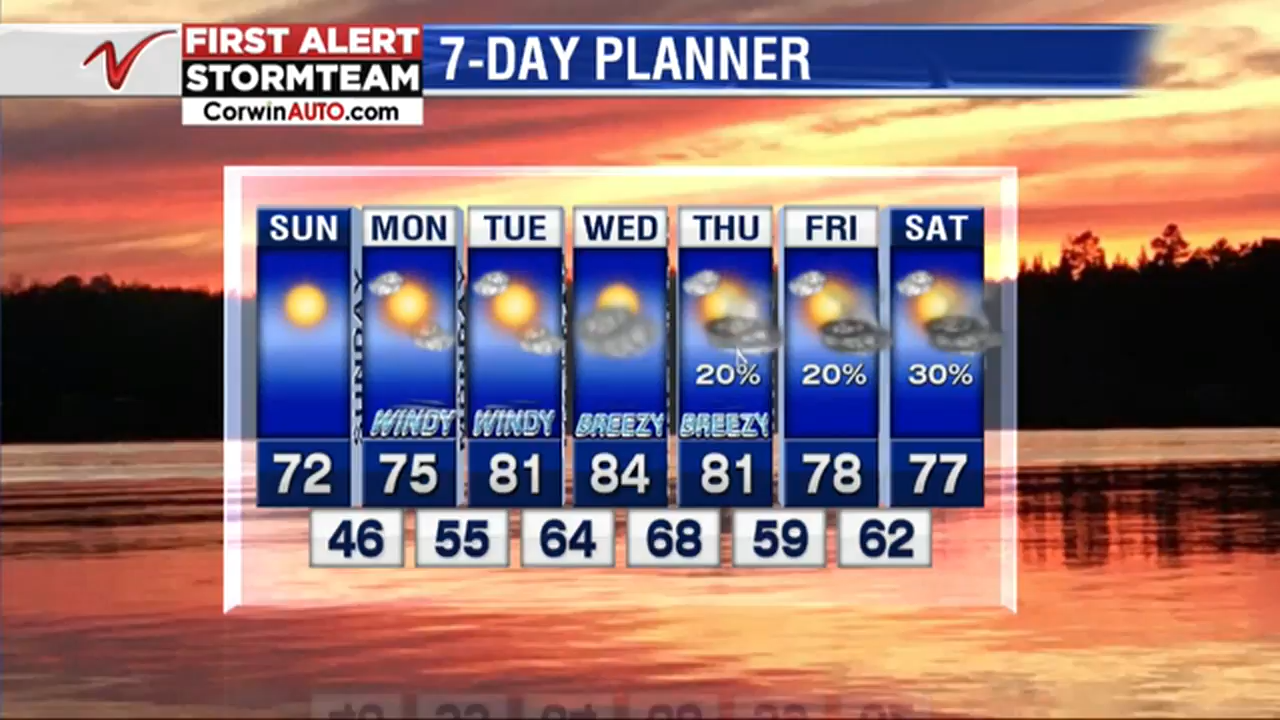 FIRST ALERT
STORMTEAM
CorwinAUTO.com
7-DAY PLANNER
SUN MON TUE WED THU FRI SAT
SUNDAY
20% 20% 30%
WINDY WINDY BREEZY BREEZY
72 75 81 84 81 78 77
46 55 64 68 59 62